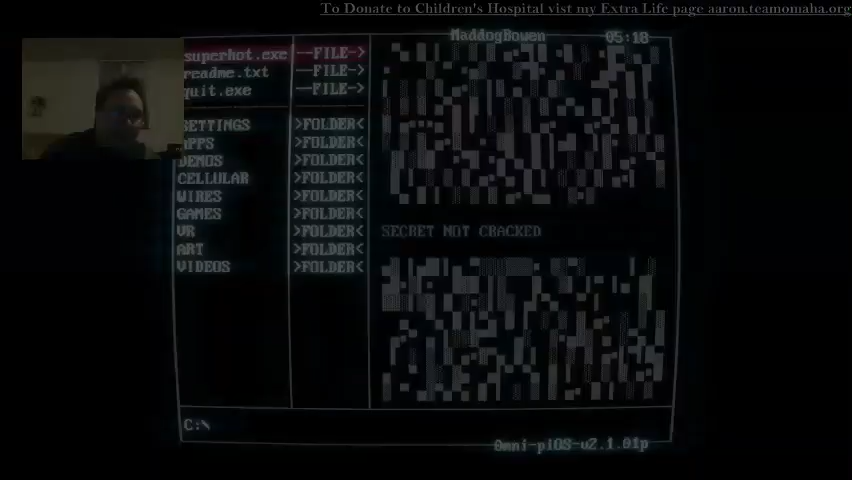 To Donate to Children's Hospital vist my Extra Life page aaron.teamomaha.org
MaddogBowen 05:18
superhot.exe —FILE->
readme.txt —FILE->
quit.exe —FILE->
SETTINGS >FOLDER<
APPS >FOLDER<
DEMOS >FOLDER<
CELLULAR >FOLDER<
WIRES >FOLDER<
GAMES >FOLDER<
VR >FOLDER<
ART >FOLDER<
VIDEOS >FOLDER<
SECRET NOT CRACKED
C:\
Omni-pIOS-v2.1.01p